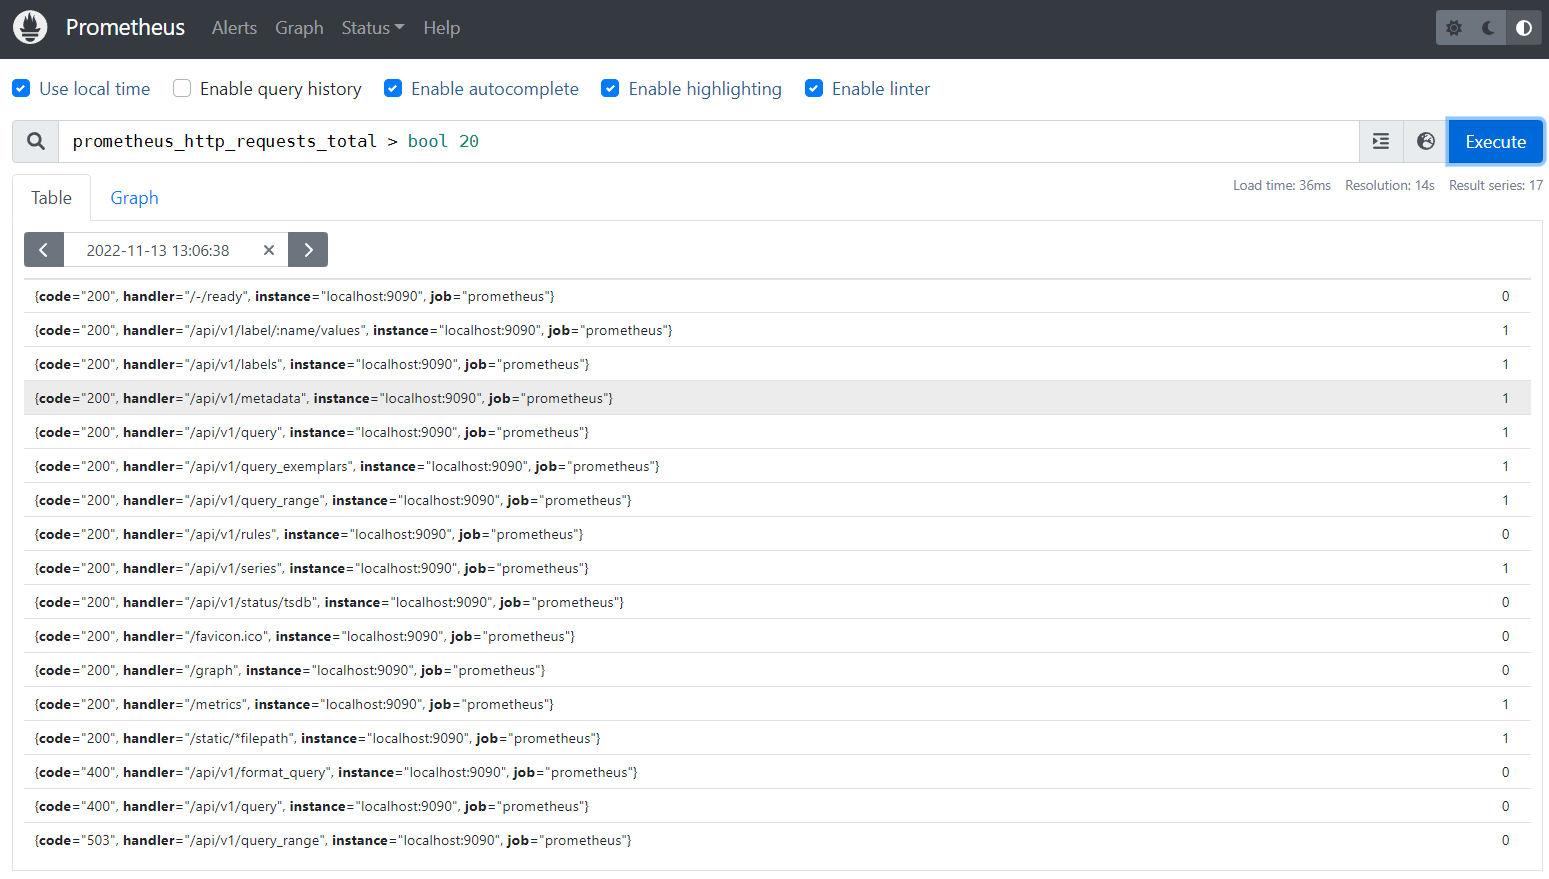 Prometheus Alerts Graph Status Help
Use local time Enable query history Enable autocomplete Enable highlighting Enable linter
prometheus_http_requests_total > bool 20 Execute
Table Graph Load time: 36ms Resolution: 14s Result series: 17
2022-11-13 13:06:38
{code="200", handler="/-/ready", instance="localhost:9090", job="prometheus"} 0
{code="200", handler="/api/v1/label/:name/values", instance="localhost:9090", job="prometheus"} 1
{code="200", handler="/api/v1/labels", instance="localhost:9090", job="prometheus"} 1
{code="200", handler="/api/v1/metadata", instance="localhost:9090", job="prometheus"} 1
{code="200", handler="/api/v1/query", instance="localhost:9090", job="prometheus"} 1
{code="200", handler="/api/v1/query_exemplars", instance="localhost:9090", job="prometheus"} 1
{code="200", handler="/api/v1/query_range", instance="localhost:9090", job="prometheus"} 1
{code="200", handler="/api/v1/rules", instance="localhost:9090", job="prometheus"} 0
{code="200", handler="/api/v1/series", instance="localhost:9090", job="prometheus"} 1
{code="200", handler="/api/v1/status/tsdb", instance="localhost:9090", job="prometheus"} 0
{code="200", handler="/favicon.ico", instance="localhost:9090", job="prometheus"} 0
{code="200", handler="/graph", instance="localhost:9090", job="prometheus"} 0
{code="200", handler="/metrics", instance="localhost:9090", job="prometheus"} 1
{code="200", handler="/static/*filepath", instance="localhost:9090", job="prometheus"} 1
{code="400", handler="/api/v1/format_query", instance="localhost:9090", job="prometheus"} 0
{code="400", handler="/api/v1/query", instance="localhost:9090", job="prometheus"} 0
{code="503", handler="/api/v1/query_range", instance="localhost:9090", job="prometheus"} 0